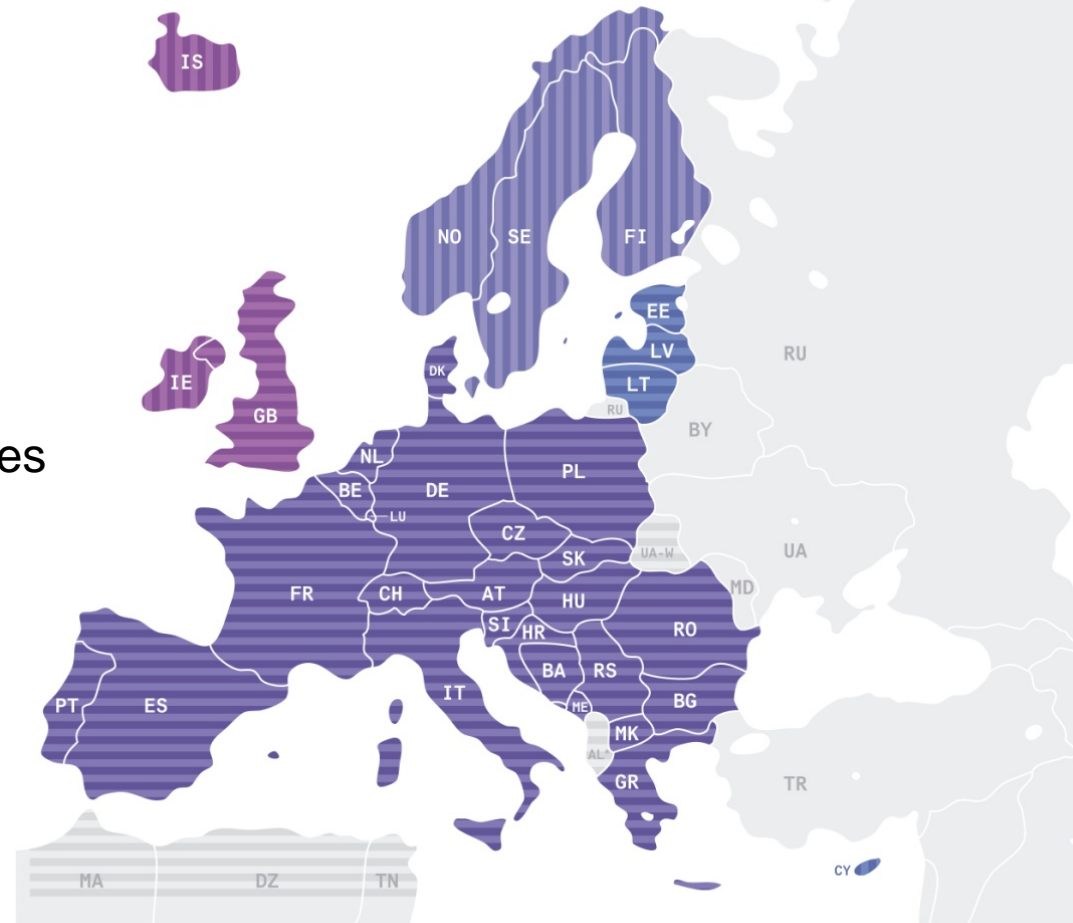 IS
NO
SE
FI
EE
LV
LT
RU
RU
BY
DK
IE
GB
es
NL
BE
DE
PL
LU
CZ
SK
UA-W
UA
MD
FR
CH
AT
HU
SI
HR
RO
BA
RS
PT
ES
IT
ME
BG
MK
AL*
GR
TR
CY
MA
DZ
TN